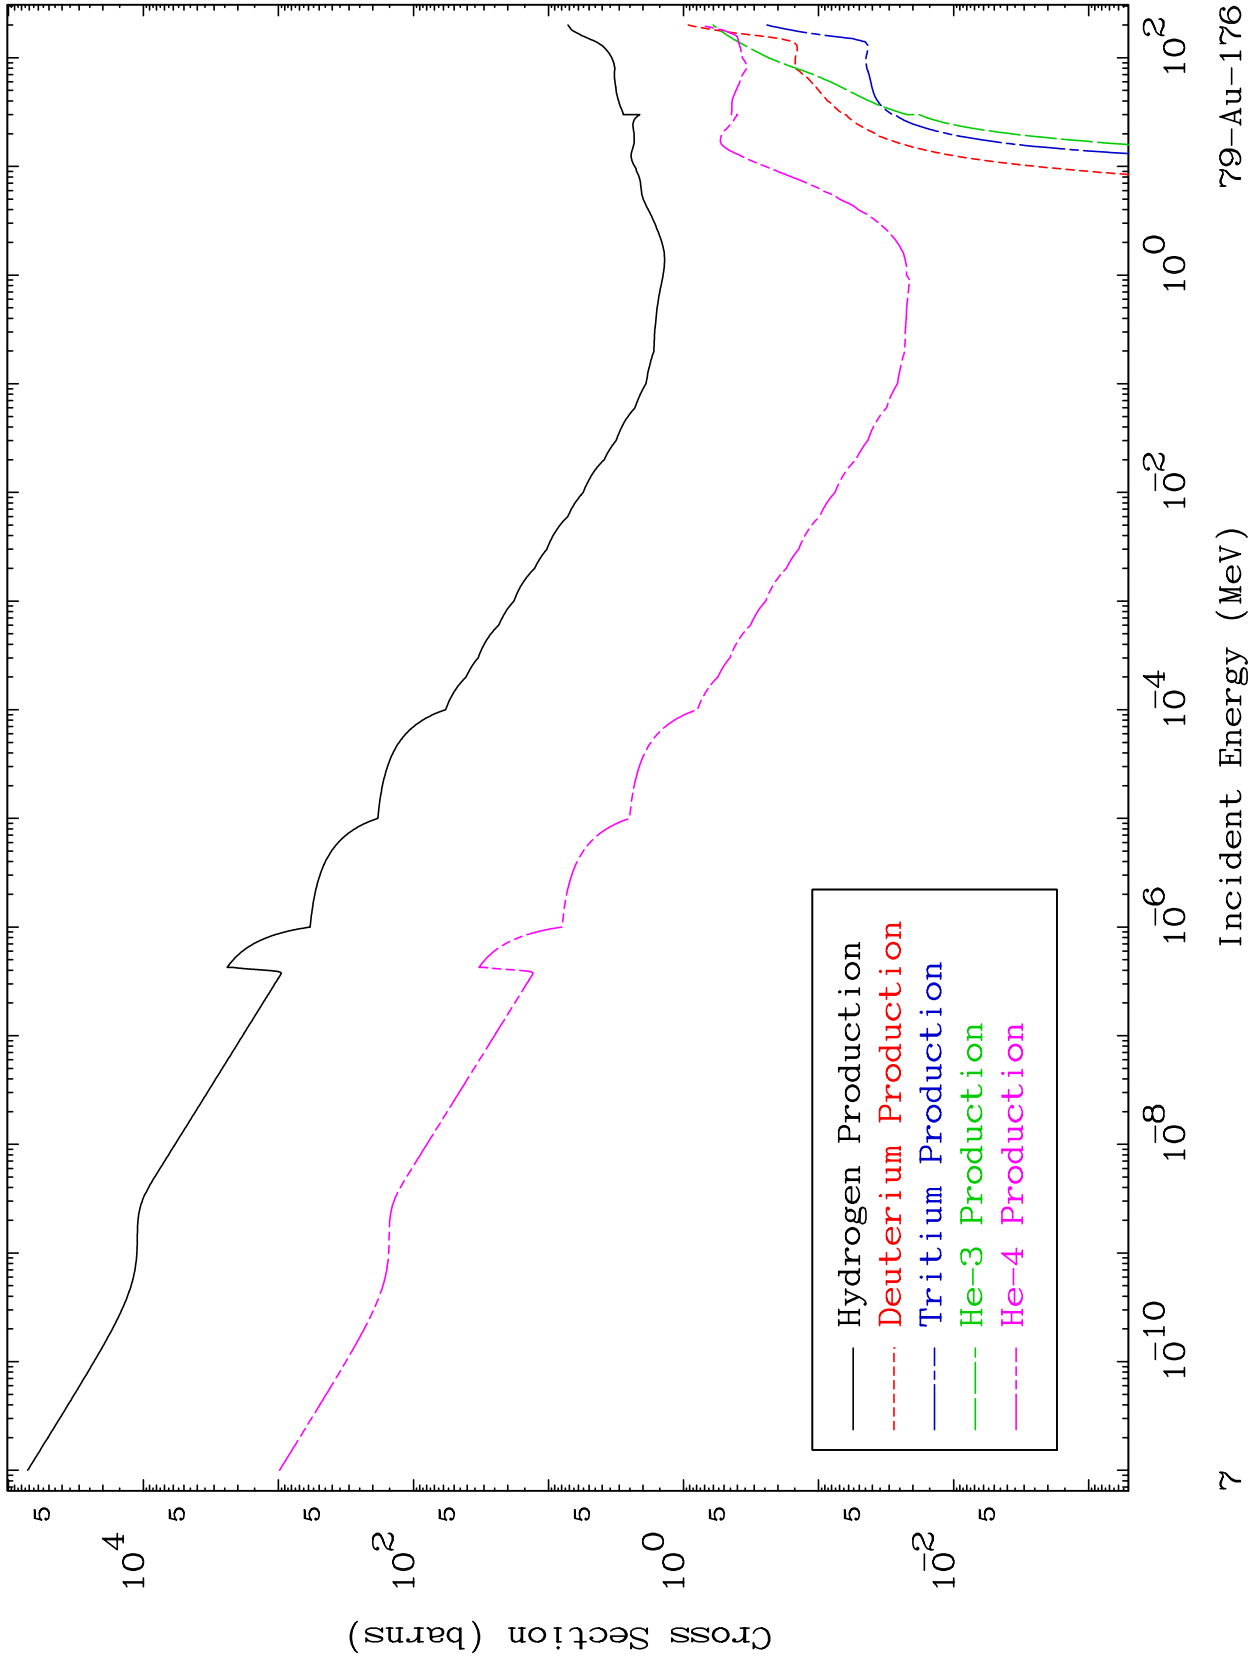 Cross Section (barns)
10^4
5
5
10^2
5
5
10^0
5
5
10^-2
5
Hydrogen Production
Deuterium Production
Tritium Production
He-3 Production
He-4 Production
10^-10
10^-8
10^-6
10^-4
10^-2
10^0
10^2
Incident Energy (MeV)
7
79-Au-176